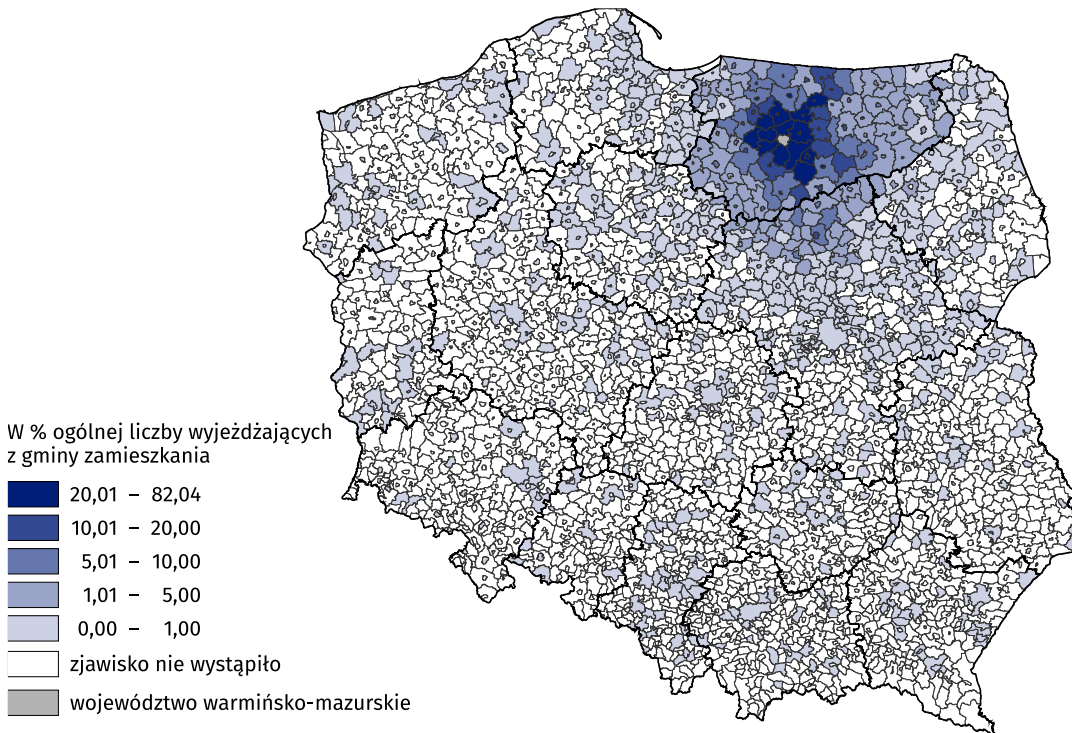 W % ogólnej liczby wyjeżdżających
z gminy zamieszkania
20,01 – 82,04
10,01 – 20,00
5,01 – 10,00
1,01 – 5,00
0,00 – 1,00
zjawisko nie wystąpiło
województwo warmińsko-mazurskie